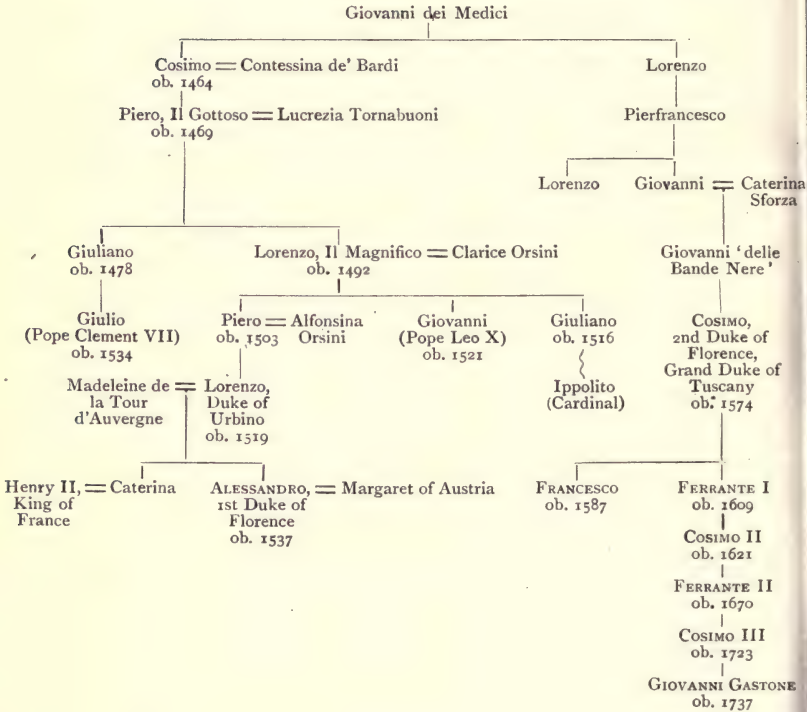 Giovanni dei Medici
Cosimo = Contessina de' Bardi
ob. 1464
Lorenzo
Piero, Il Gottoso = Lucrezia Tornabuoni
ob. 1469
Pierfrancesco
Lorenzo
Giovanni = Caterina
Sforza
Giuliano
ob. 1478
Lorenzo, Il Magnifico = Clarice Orsini
ob. 1492
Giovanni 'delle
Bande Nere'
Giulio
(Pope Clement VII)
ob. 1534
Piero = Alfonsina
ob. 1503 Orsini
Giovanni
(Pope Leo X)
ob. 1521
Giuliano
ob. 1516
Ippolito
(Cardinal)
COSIMO,
2nd Duke of
Florence,
Grand Duke of
Tuscany
ob. 1574
Madeleine de = Lorenzo,
la Tour Duke of
d'Auvergne Urbino
ob. 1519
Henry II, = Caterina
King of
France
ALESSANDRO, = Margaret of Austria
1st Duke of
Florence
ob. 1537
FRANCESCO
ob. 1587
FERRANTE I
ob. 1609
COSIMO II
ob. 1621
FERRANTE II
ob. 1670
COSIMO III
ob. 1723
GIOVANNI GASTONE
ob. 1737